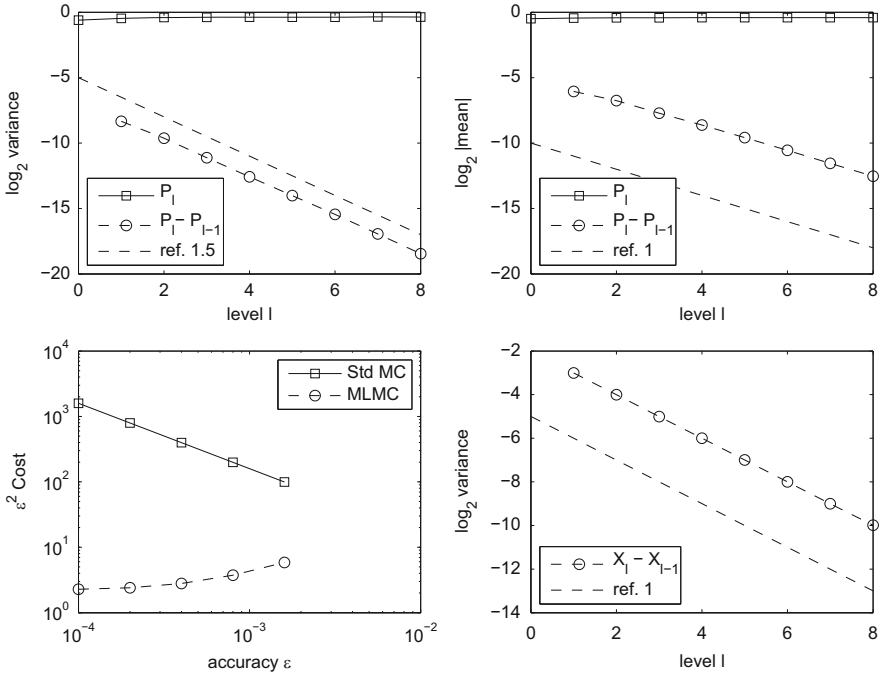 0
−5
−10
−15
−20
log₂ variance
P_l
P_l − P_{l−1}
ref. 1.5
0 2 4 6 8
level l
0
−5
−10
−15
−20
log₂ |mean|
P_l
P_l − P_{l−1}
ref. 1
0 2 4 6 8
level l
10⁴
10³
10²
10¹
10⁰
ε² Cost
Std MC
MLMC
10⁻⁴ 10⁻³ 10⁻²
accuracy ε
−2
−4
−6
−8
−10
−12
−14
log₂ variance
X_l − X_{l−1}
ref. 1
0 2 4 6 8
level l